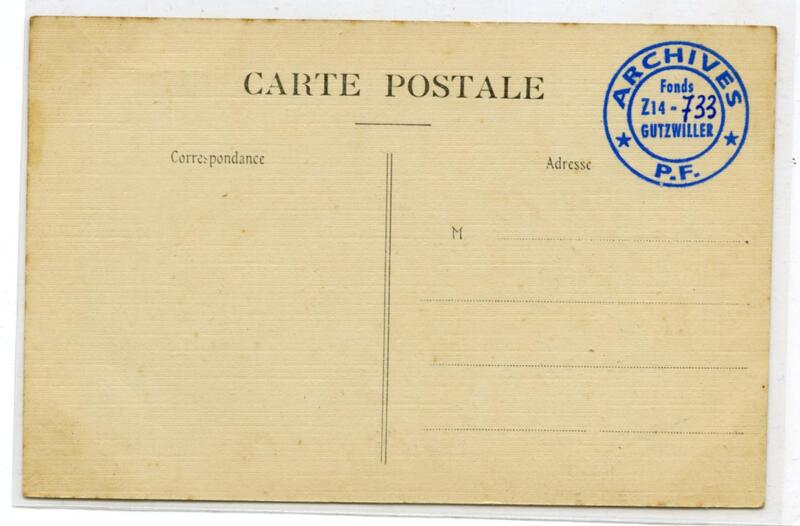 CARTE POSTALE
ARCHIVES
Fonds
Z14 - 733
GUTZWILLER
P.F.
Correspondance
Adresse
M